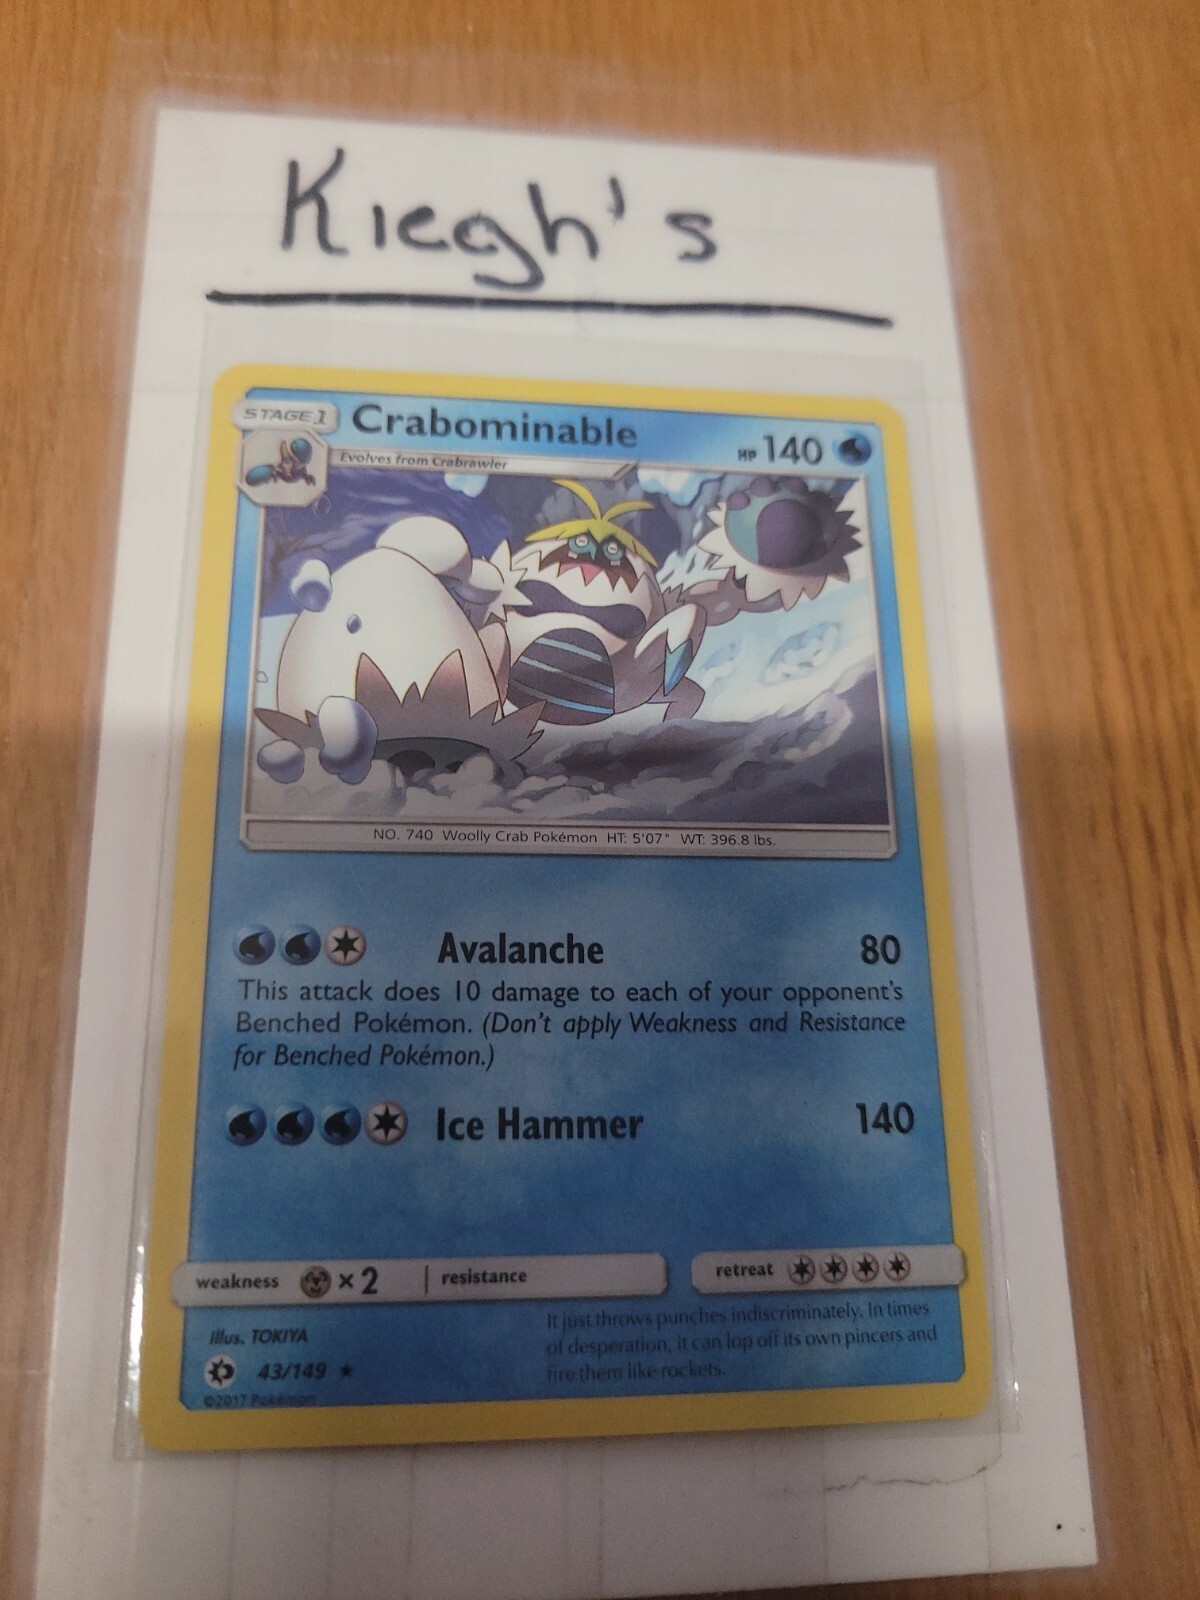 Kiegh's
STAGE 1
Crabominable
HP 140
Evolves from Crabrawler
NO. 740 Woolly Crab Pokémon HT: 5'07" WT: 396.8 lbs.
Avalanche 80
This attack does 10 damage to each of your opponent's
Benched Pokémon. (Don't apply Weakness and Resistance
for Benched Pokémon.)
Ice Hammer 140
weakness ×2 resistance retreat
It just throws punches indiscriminately. In times
of desperation, it can lop off its own pincers and
fire them like rockets.
Illus. TOKIYA
43/149 ★
©2017 Pokémon